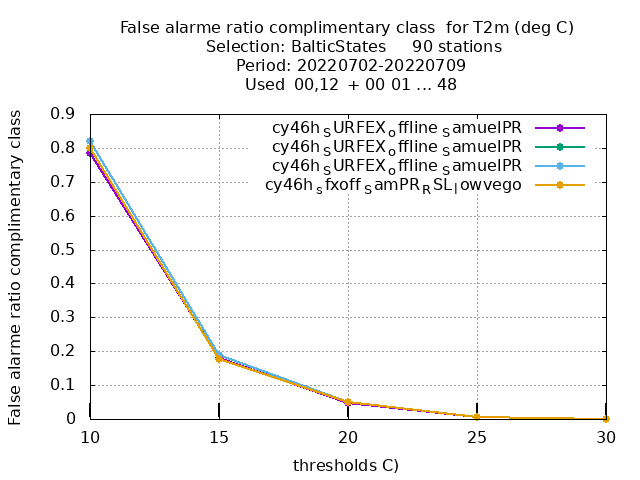 False alarme ratio complimentary class  for T2m (deg C)
Selection: BalticStates     90 stations
Period: 20220702-20220709
Used  00,12  + 00 01 ... 48
False alarme ratio complimentary class
0.9
0.8
0.7
0.6
0.5
0.4
0.3
0.2
0.1
0
cy46h_SURFEX_offline_SamuelPR
cy46h_SURFEX_offline_SamuelPR
cy46h_SURFEX_offline_SamuelPR
cy46h_sfxoff_SamPR_RSL_lowvego
10 15 20 25 30
thresholds C)